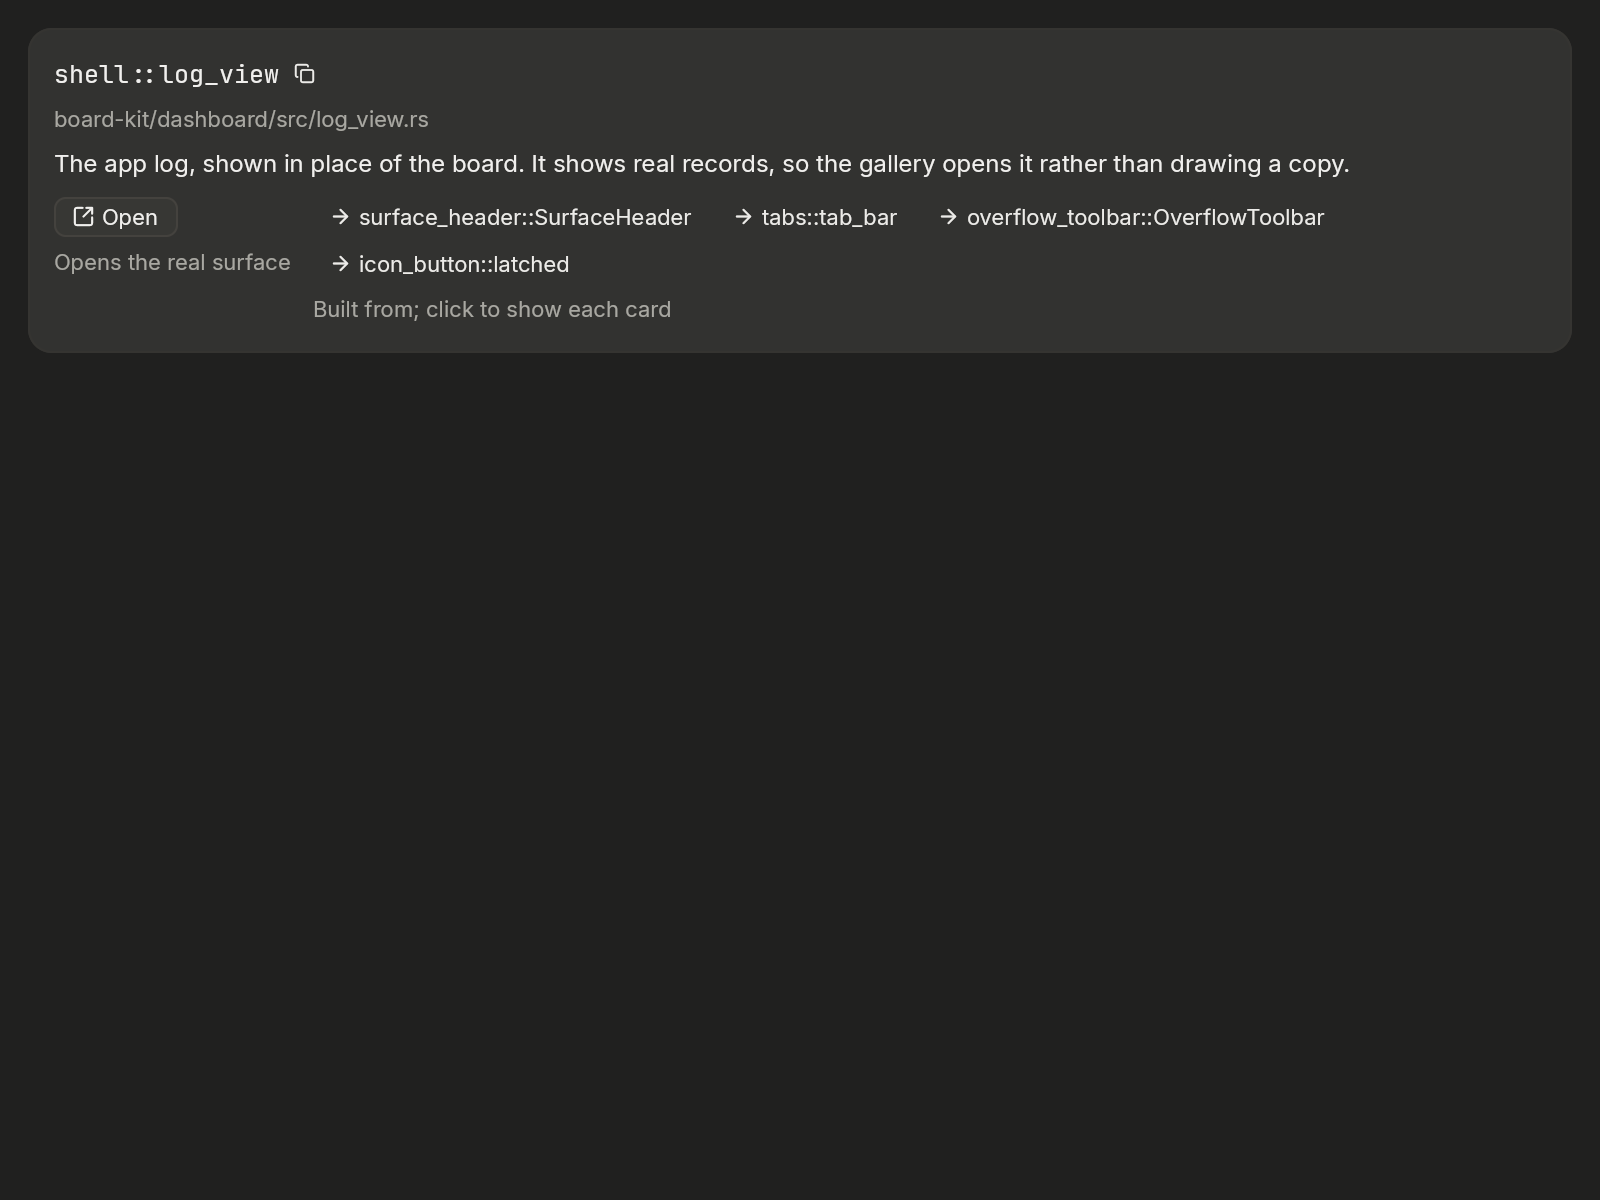 shell::log_view
board-kit/dashboard/src/log_view.rs
The app log, shown in place of the board. It shows real records, so the gallery opens it rather than drawing a copy.
Open
Opens the real surface
→ surface_header::SurfaceHeader → tabs::tab_bar → overflow_toolbar::OverflowToolbar
→ icon_button::latched
Built from; click to show each card